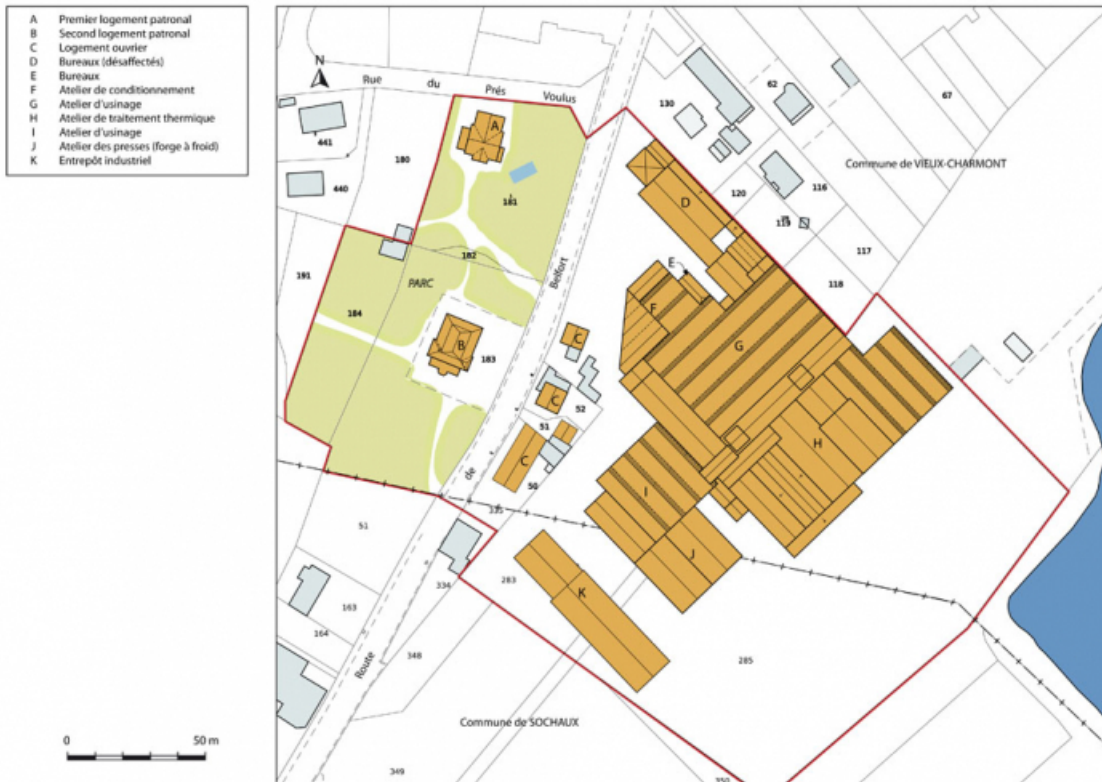 A Premier logement patronal
B Second logement patronal
C Logement ouvrier
D Bureaux (désaffectés)
E Bureaux
F Atelier de conditionnement
G Atelier d'usinage
H Atelier de traitement thermique
I Atelier d'usinage
J Atelier des presses (forge à froid)
K Entrepôt industriel
N
Rue du Prés Voulus
441
180
440
A
181
182
191
PARC
184
B
183
Route de Belfort
130
62
67
Commune de VIEUX-CHARMONT
120
116
119
117
118
D
E
F
G
H
C
C
52
51
C
50
I
J
K
335
51
334
283
163
164
348
285
Commune de SOCHAUX
349
350
0 50 m